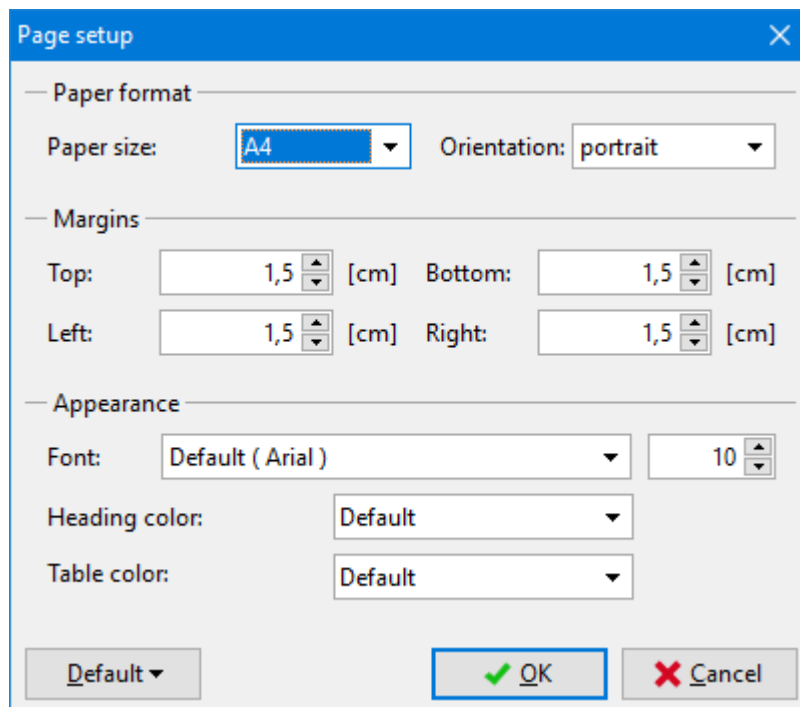 Page setup
Paper format
Paper size: A4 Orientation: portrait
Margins
Top: 1,5 [cm] Bottom: 1,5 [cm]
Left: 1,5 [cm] Right: 1,5 [cm]
Appearance
Font: Default ( Arial ) 10
Heading color: Default
Table color: Default
Default OK Cancel